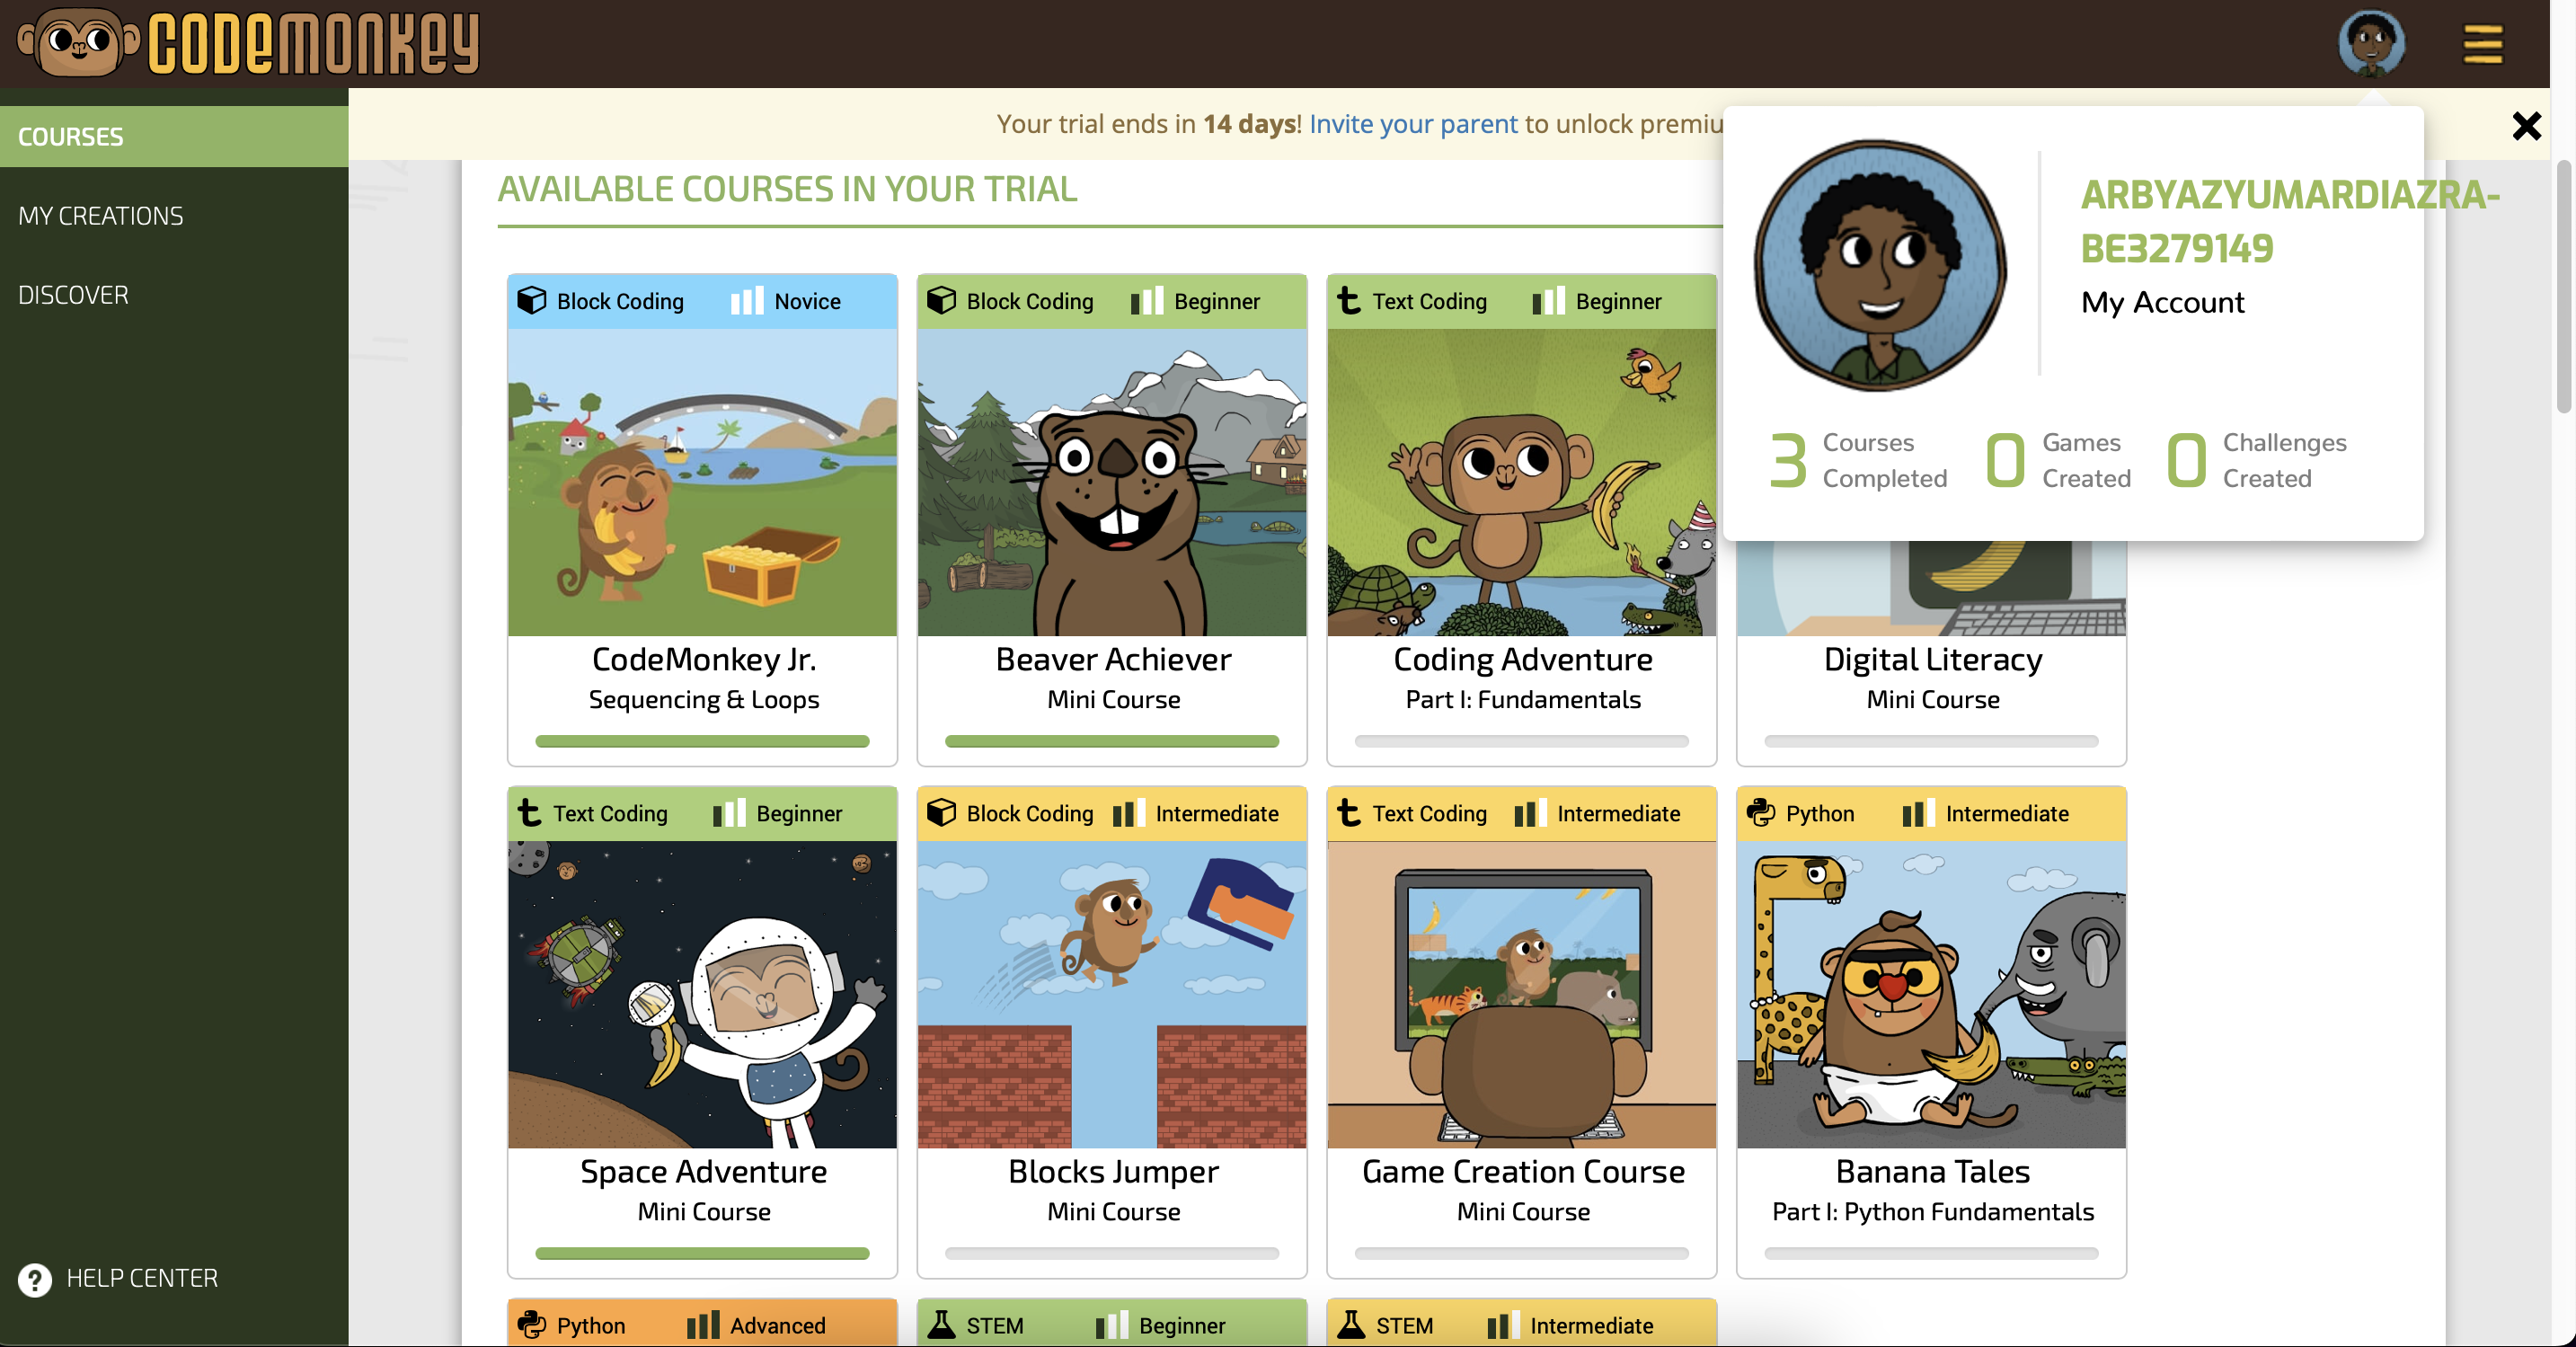 CODEMONKEY
COURSES
MY CREATIONS
DISCOVER
HELP CENTER
Your trial ends in 14 days! Invite your parent to unlock premiu
ARBYAZYUMARDIAZRA-
BE3279149
My Account
3 Courses Completed
0 Games Created
0 Challenges Created
AVAILABLE COURSES IN YOUR TRIAL
Block Coding Novice
CodeMonkey Jr.
Sequencing & Loops
Block Coding Beginner
Beaver Achiever
Mini Course
Text Coding Beginner
Coding Adventure
Part I: Fundamentals
Digital Literacy
Mini Course
Text Coding Beginner
Space Adventure
Mini Course
Block Coding Intermediate
Blocks Jumper
Mini Course
Text Coding Intermediate
Game Creation Course
Mini Course
Python Intermediate
Banana Tales
Part I: Python Fundamentals
Python Advanced
STEM Beginner
STEM Intermediate